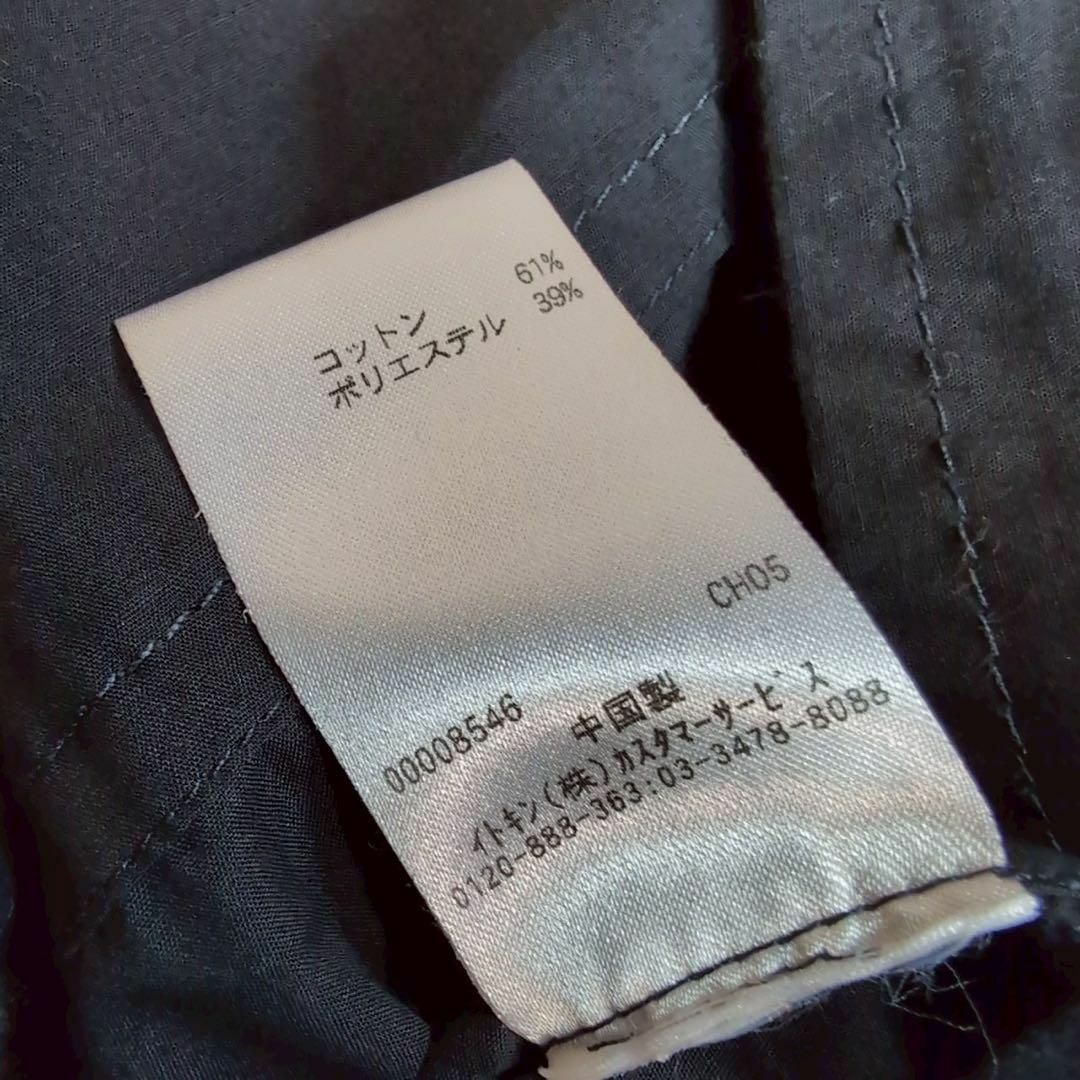 コットン 61%
ポリエステル 39%
CH05
00008546 中国製
イトキン(株)カスタマーサービス
0120-888-363:03-3478-8088